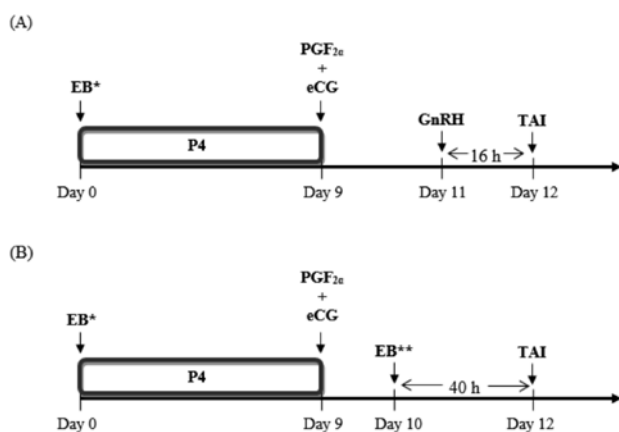 (A)
PGF2α
+
EB* eCG
GnRH TAI
P4
16 h
Day 0 Day 9 Day 11 Day 12
(B)
PGF2α
+
EB* eCG
EB** TAI
P4
40 h
Day 0 Day 9 Day 10 Day 12